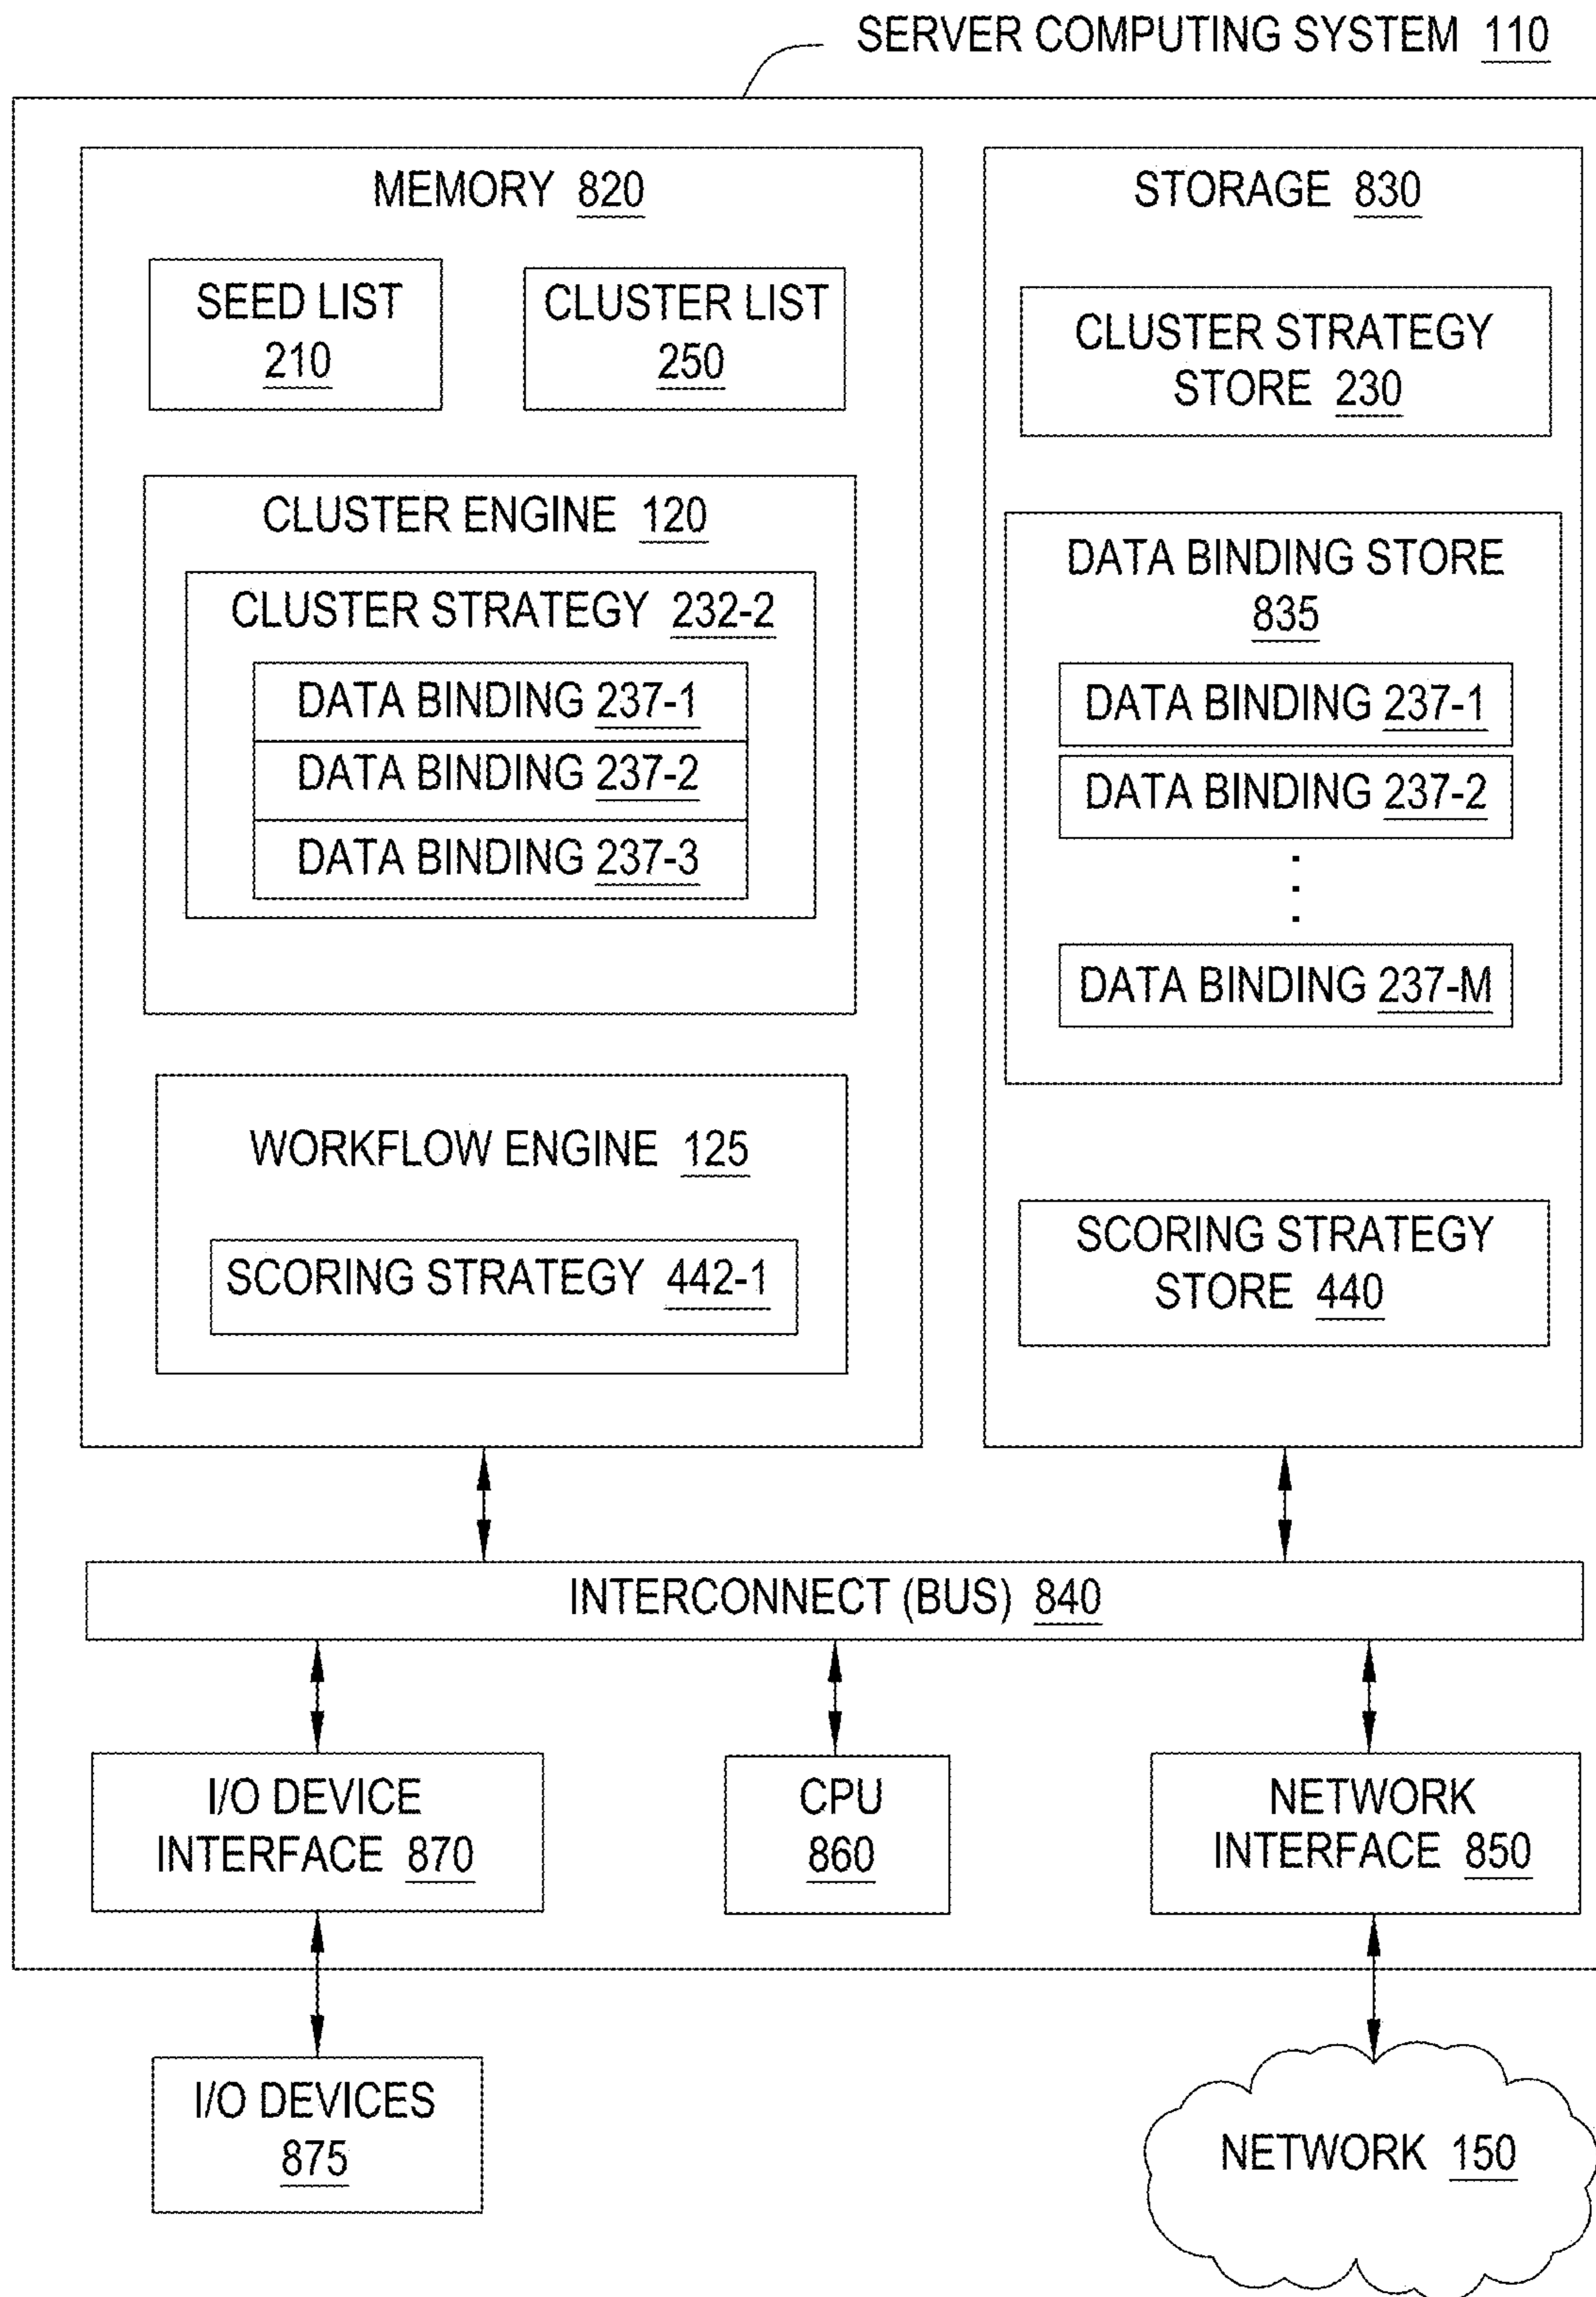 SERVER COMPUTING SYSTEM 110
MEMORY 820
SEED LIST
210
CLUSTER LIST
250
CLUSTER ENGINE 120
CLUSTER STRATEGY 232-2
DATA BINDING 237-1
DATA BINDING 237-2
DATA BINDING 237-3
WORKFLOW ENGINE 125
SCORING STRATEGY 442-1
STORAGE 830
CLUSTER STRATEGY
STORE 230
DATA BINDING STORE
835
DATA BINDING 237-1
DATA BINDING 237-2
DATA BINDING 237-M
SCORING STRATEGY
STORE 440
INTERCONNECT (BUS) 840
I/O DEVICE
INTERFACE 870
CPU
860
NETWORK
INTERFACE 850
I/O DEVICES
875
NETWORK 150